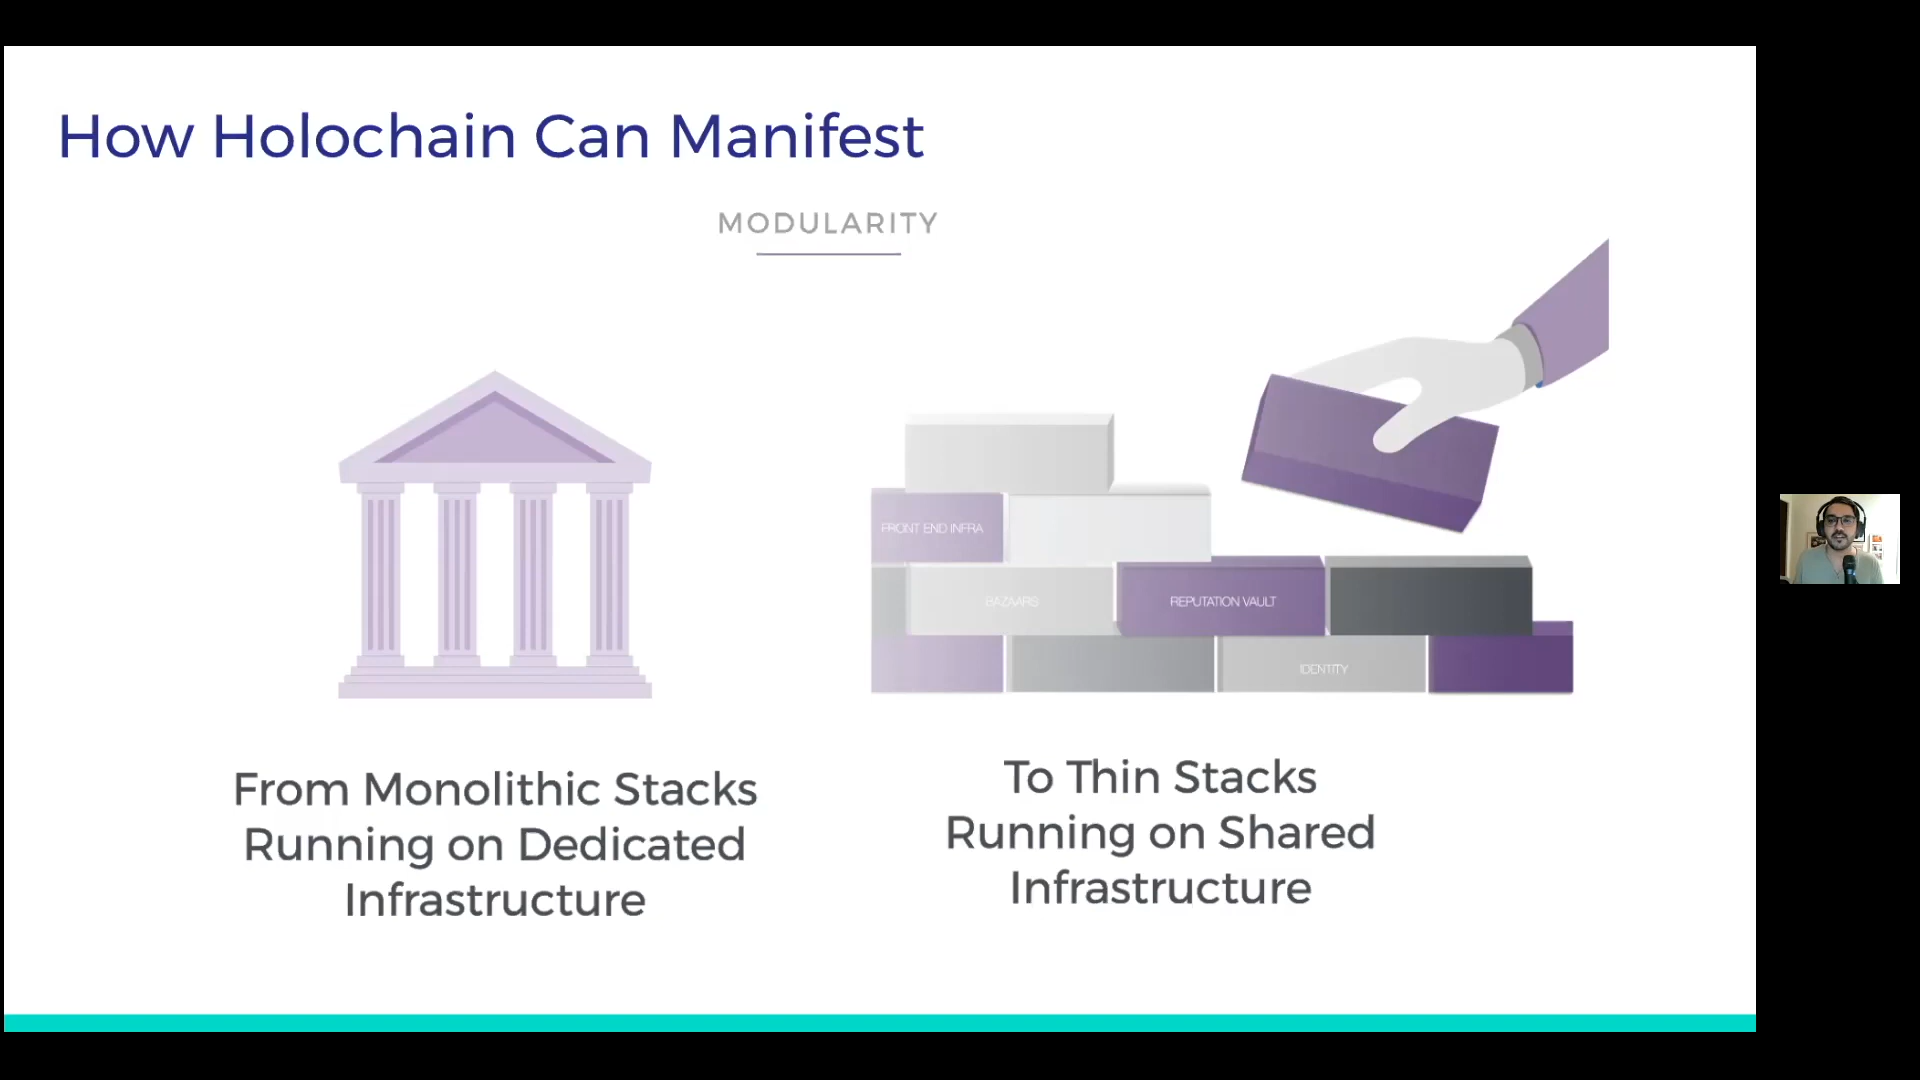 How Holochain Can Manifest
MODULARITY
FRONT END INFRA
BAZAARS
REPUTATION VAULT
IDENTITY
From Monolithic Stacks
Running on Dedicated
Infrastructure
To Thin Stacks
Running on Shared
Infrastructure